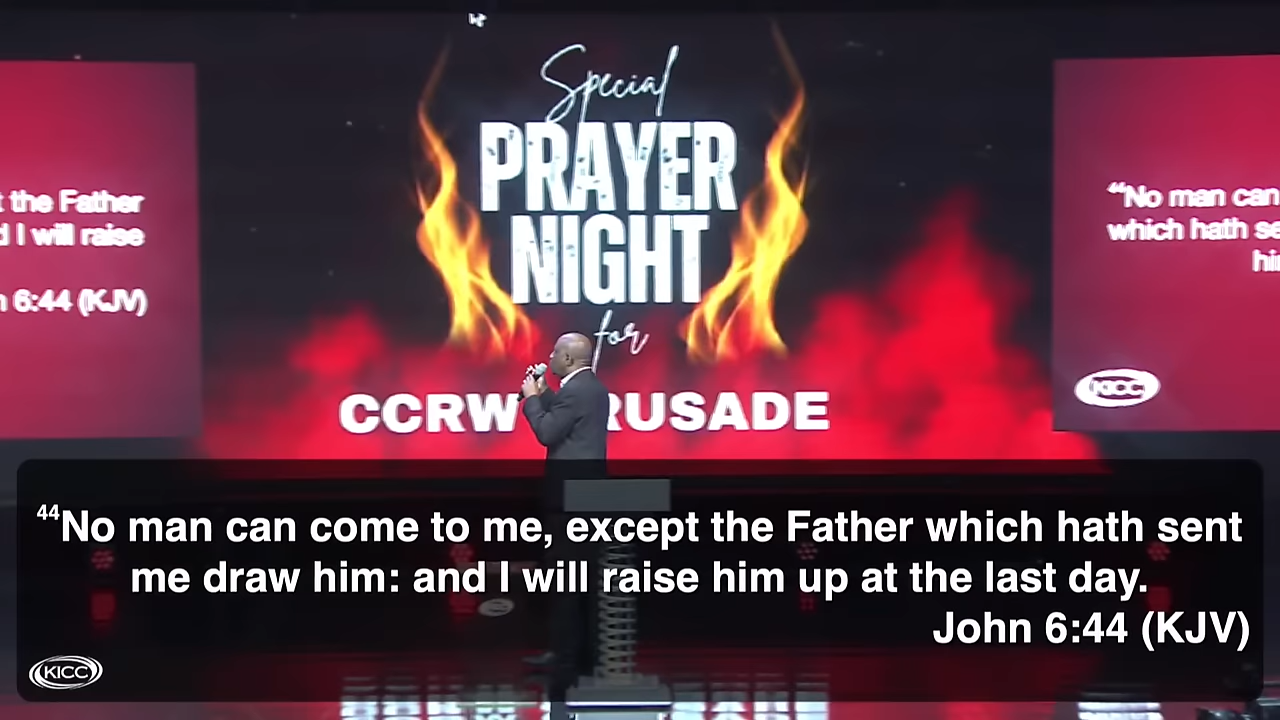 Special
PRAYER
NIGHT
for
CCRW RUSADE
t the Father
d I will raise
n 6:44 (KJV)
“No man can
which hath se
hi
KICC
44No man can come to me, except the Father which hath sent
me draw him: and I will raise him up at the last day.
John 6:44 (KJV)
KICC